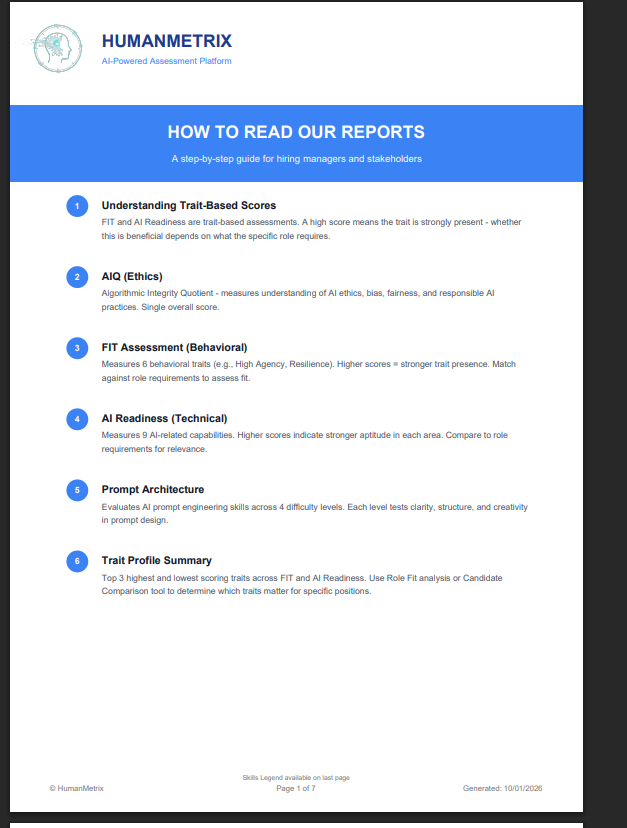 HUMANMETRIX
AI-Powered Assessment Platform
HOW TO READ OUR REPORTS
A step-by-step guide for hiring managers and stakeholders
1
Understanding Trait-Based Scores
FIT and AI Readiness are trait-based assessments. A high score means the trait is strongly present - whether
this is beneficial depends on what the specific role requires.
2
AIQ (Ethics)
Algorithmic Integrity Quotient - measures understanding of AI ethics, bias, fairness, and responsible AI
practices. Single overall score.
3
FIT Assessment (Behavioral)
Measures 6 behavioral traits (e.g., High Agency, Resilience). Higher scores = stronger trait presence. Match
against role requirements to assess fit.
4
AI Readiness (Technical)
Measures 9 AI-related capabilities. Higher scores indicate stronger aptitude in each area. Compare to role
requirements for relevance.
5
Prompt Architecture
Evaluates AI prompt engineering skills across 4 difficulty levels. Each level tests clarity, structure, and creativity
in prompt design.
6
Trait Profile Summary
Top 3 highest and lowest scoring traits across FIT and AI Readiness. Use Role Fit analysis or Candidate
Comparison tool to determine which traits matter for specific positions.
Skills Legend available on last page
© HumanMetrix
Page 1 of 7
Generated: 10/01/2026